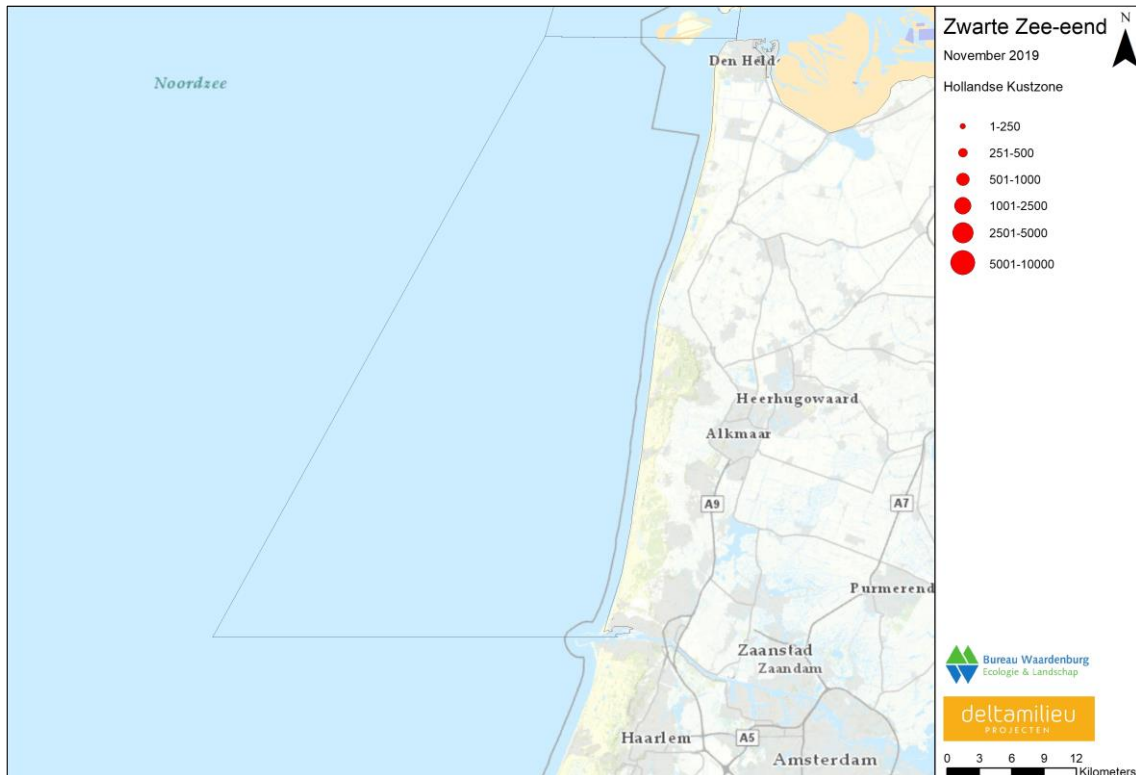 Zwarte Zee-eend
N
November 2019
Hollandse Kustzone
1-250
251-500
501-1000
1001-2500
2501-5000
5001-10000
Noordzee
Den Held
Heerhugowaard
Alkmaar
A9
A7
Purmerend
Zaanstad
Zaandam
Haarlem
A5
Amsterdam
Bureau Waardenburg
Ecologie & Landschap
deltamilieu
PROJECTEN
0 3 6 9 12
Kilometers